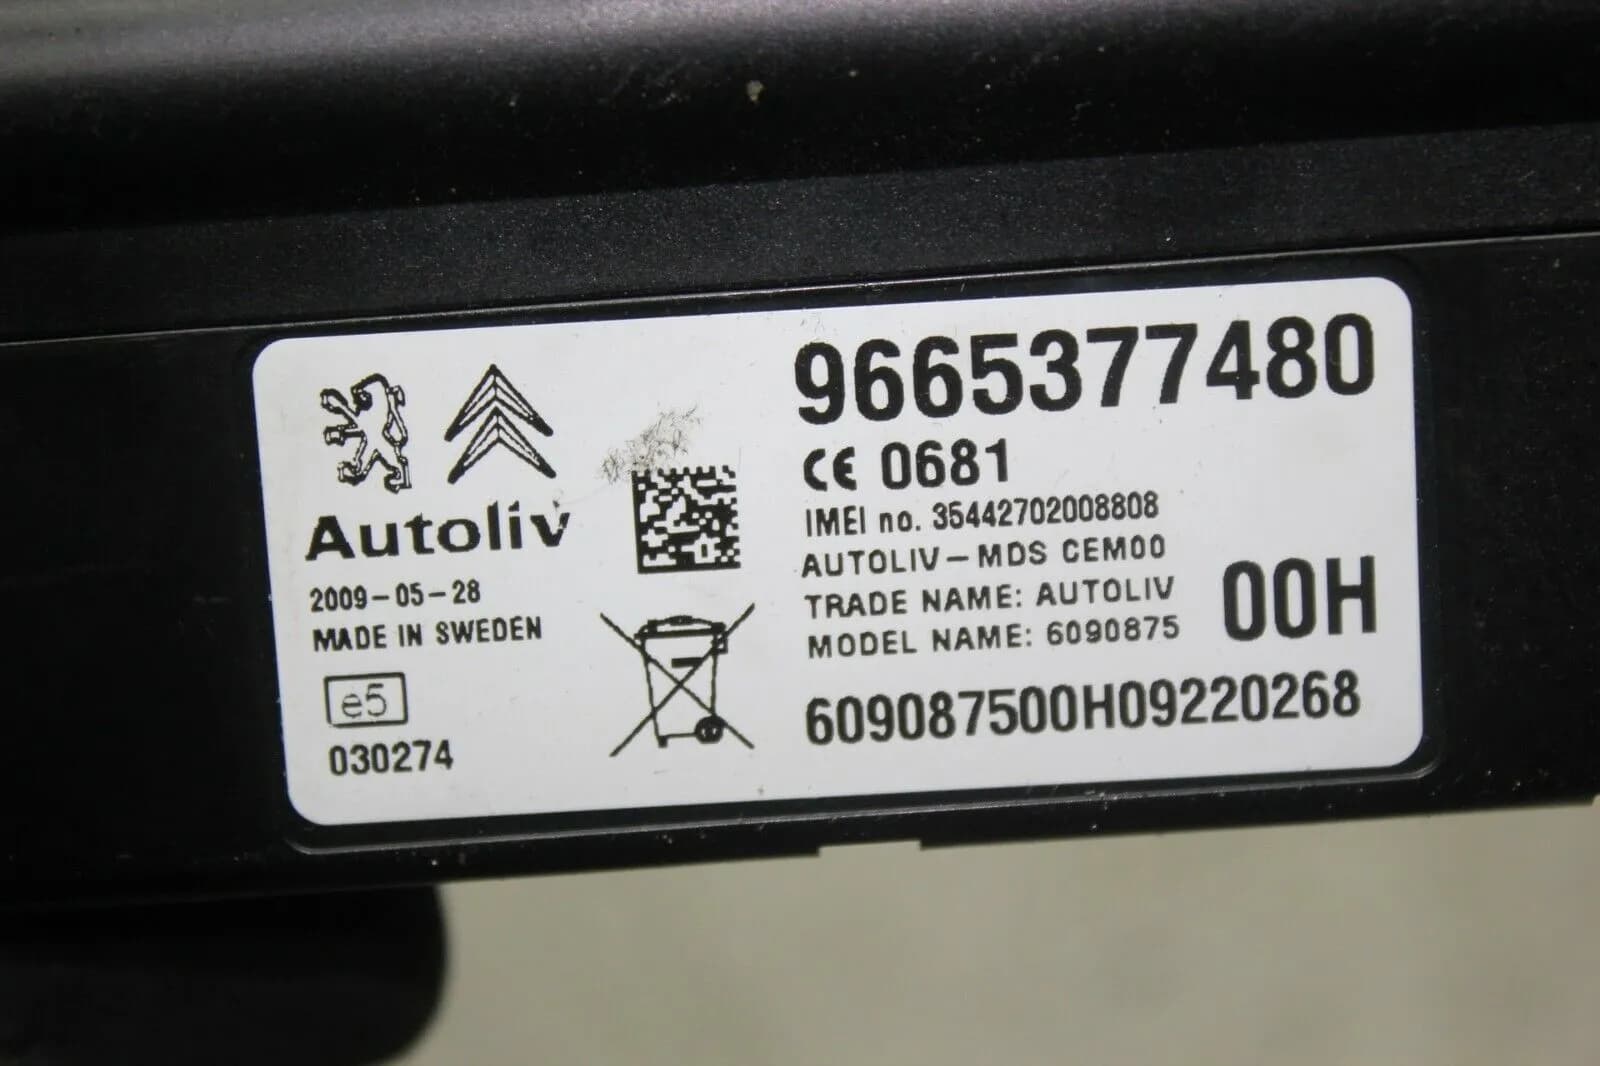 Autoliv
2009-05-28
MADE IN SWEDEN
e5
030274
9665377480
CE 0681
IMEI no. 35442702008808
AUTOLIV-MDS CEM00
TRADE NAME: AUTOLIV
MODEL NAME: 6090875
00H
609087500H09220268